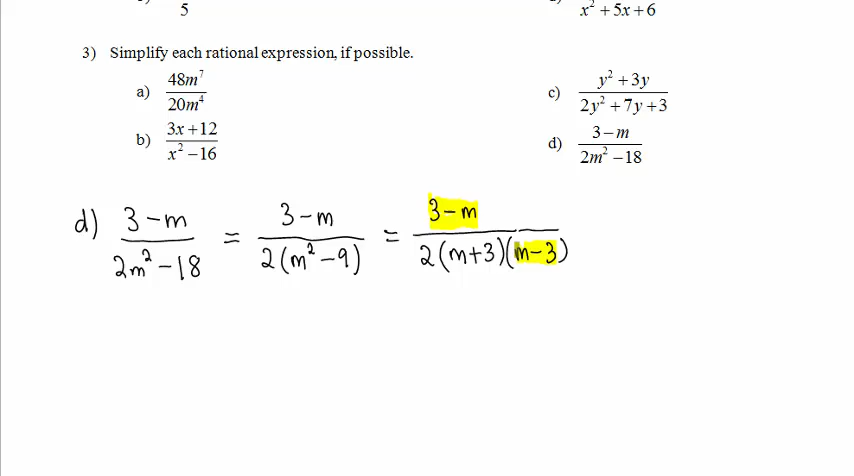 5
x² + 5x + 6
3) Simplify each rational expression, if possible.
a) 48m⁷ / 20m⁴
c) y² + 3y / 2y² + 7y + 3
b) 3x + 12 / x² − 16
d) 3 − m / 2m² − 18
d) 3 − m / 2m² − 18 = 3 − m / 2(m² − 9) = 3 − m / 2(m+3)(m−3)